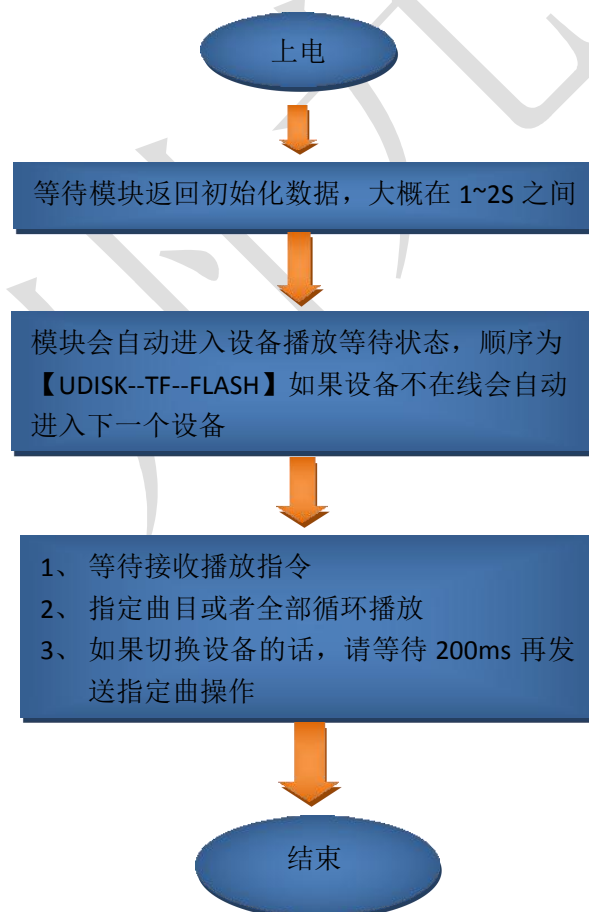 上电
等待模块返回初始化数据，大概在 1~2S 之间
模块会自动进入设备播放等待状态，顺序为
【UDISK--TF--FLASH】如果设备不在线会自动
进入下一个设备
1、 等待接收播放指令
2、 指定曲目或者全部循环播放
3、 如果切换设备的话，请等待 200ms 再发
送指定曲操作
结束